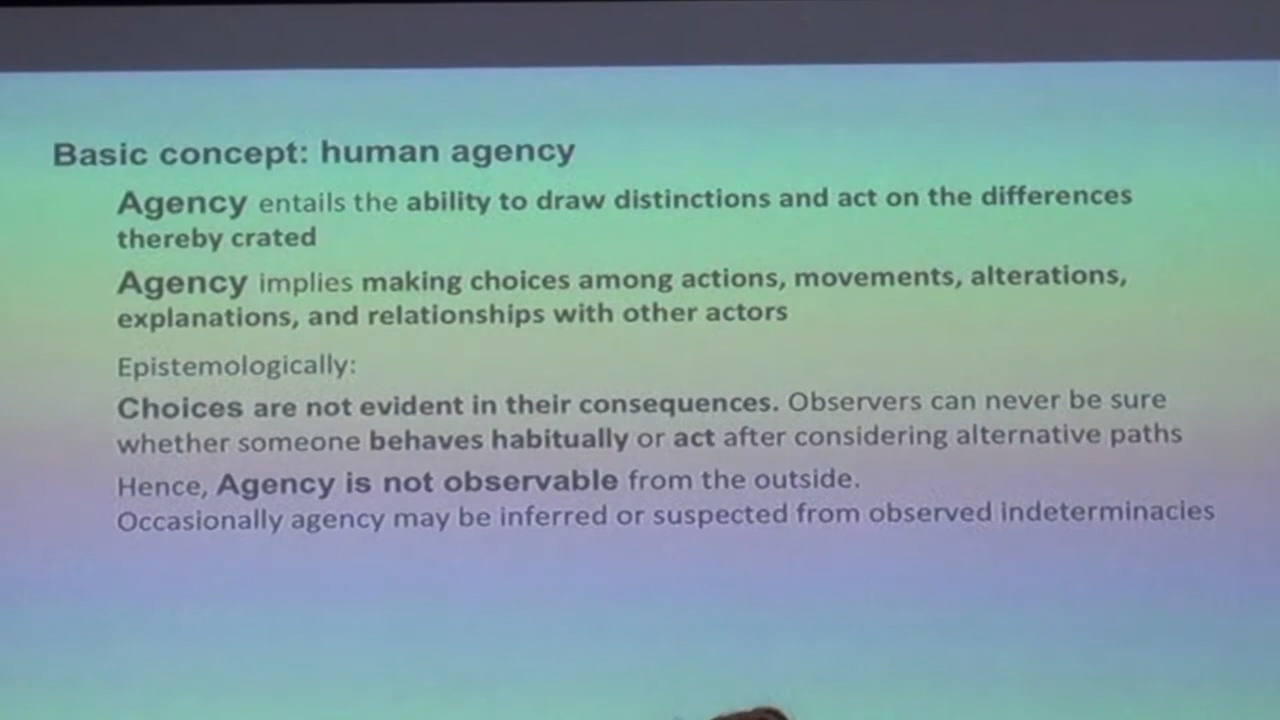 Basic concept: human agency
Agency entails the ability to draw distinctions and act on the differences
thereby crated
Agency implies making choices among actions, movements, alterations,
explanations, and relationships with other actors
Epistemologically:
Choices are not evident in their consequences. Observers can never be sure
whether someone behaves habitually or act after considering alternative paths
Hence, Agency is not observable from the outside.
Occasionally agency may be inferred or suspected from observed indeterminacies